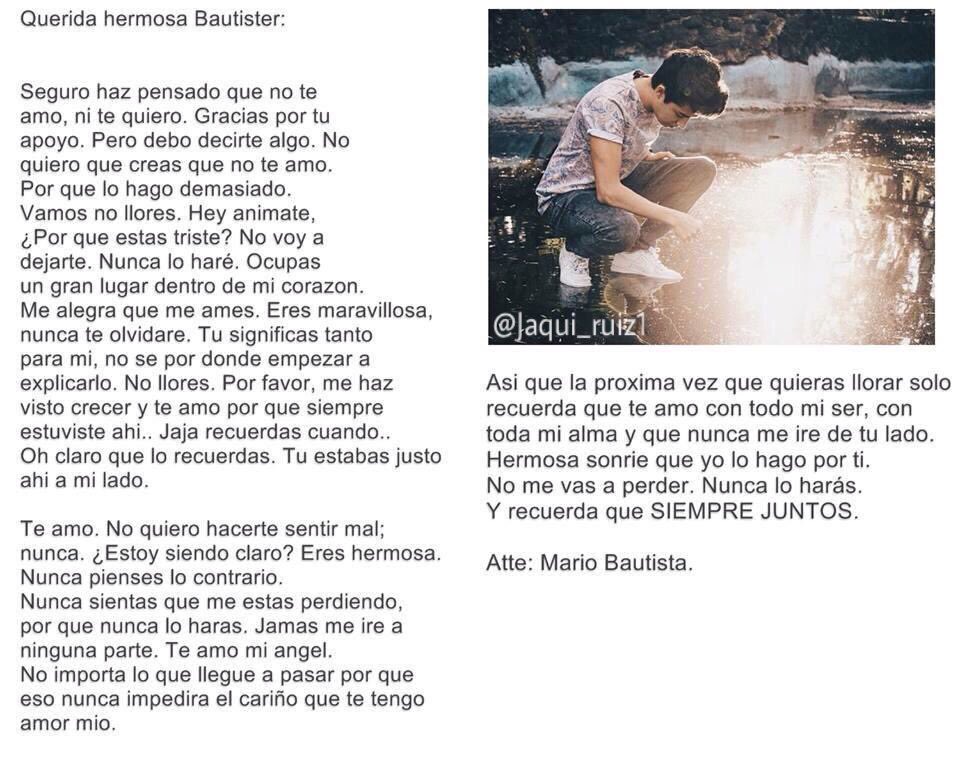 Querida hermosa Bautister:
Seguro haz pensado que no te
amo, ni te quiero. Gracias por tu
apoyo. Pero debo decirte algo. No
quiero que creas que no te amo.
Por que lo hago demasiado.
Vamos no llores. Hey animate,
¿Por que estas triste? No voy a
dejarte. Nunca lo haré. Ocupas
un gran lugar dentro de mi corazon.
Me alegra que me ames. Eres maravillosa,
nunca te olvidare. Tu significas tanto
para mi, no se por donde empezar a
explicarlo. No llores. Por favor, me haz
visto crecer y te amo por que siempre
estuviste ahi.. Jaja recuerdas cuando..
Oh claro que lo recuerdas. Tu estabas justo
ahi a mi lado.
Te amo. No quiero hacerte sentir mal;
nunca. ¿Estoy siendo claro? Eres hermosa.
Nunca pienses lo contrario.
Nunca sientas que me estas perdiendo,
por que nunca lo haras. Jamas me ire a
ninguna parte. Te amo mi angel.
No importa lo que llegue a pasar por que
eso nunca impedira el cariño que te tengo
amor mio.
@Jaqui_ruiz1
Asi que la proxima vez que quieras llorar solo
recuerda que te amo con todo mi ser, con
toda mi alma y que nunca me ire de tu lado.
Hermosa sonrie que yo lo hago por ti.
No me vas a perder. Nunca lo harás.
Y recuerda que SIEMPRE JUNTOS.
Atte: Mario Bautista.